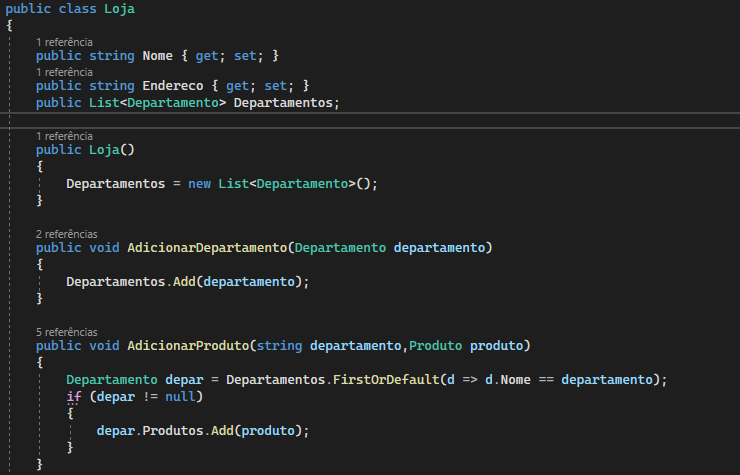 public class Loja
{
1 referência
public string Nome { get; set; }
1 referência
public string Endereco { get; set; }
public List<Departamento> Departamentos;
1 referência
public Loja()
{
Departamentos = new List<Departamento>();
}
2 referências
public void AdicionarDepartamento(Departamento departamento)
{
Departamentos.Add(departamento);
}
5 referências
public void AdicionarProduto(string departamento,Produto produto)
{
Departamento depar = Departamentos.FirstOrDefault(d => d.Nome == departamento);
if (depar != null)
{
depar.Produtos.Add(produto);
}
}